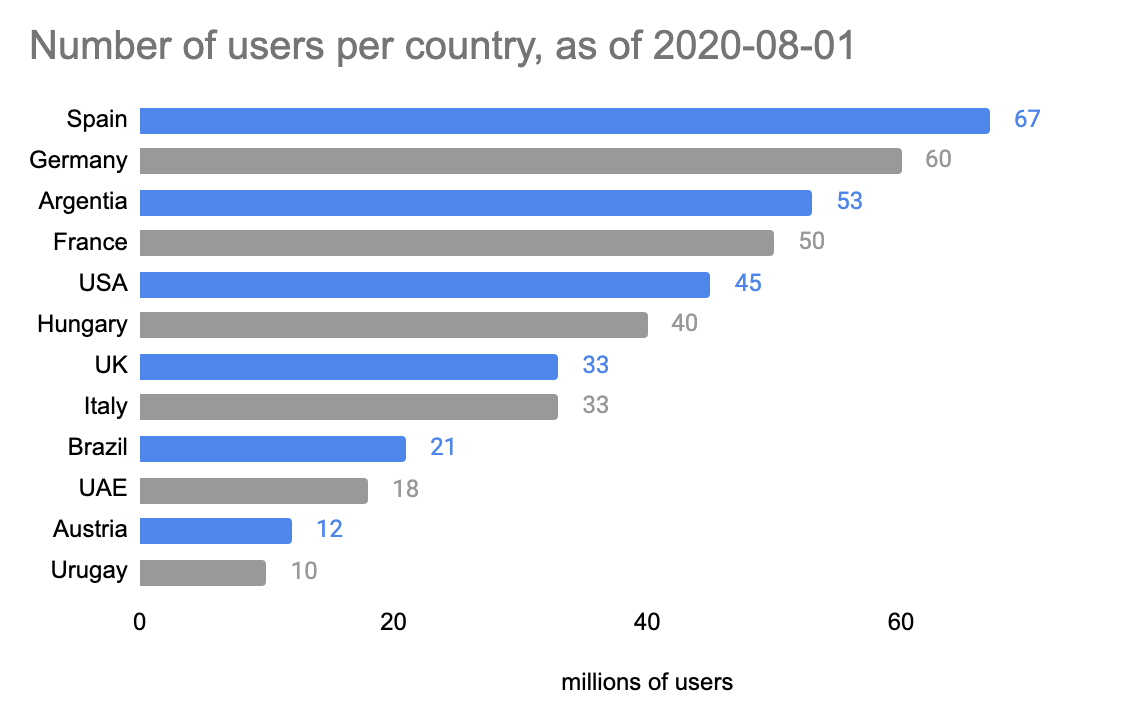 Number of users per country, as of 2020-08-01
Spain 67
Germany 60
Argentia 53
France 50
USA 45
Hungary 40
UK 33
Italy 33
Brazil 21
UAE 18
Austria 12
Urugay 10
0 20 40 60
millions of users